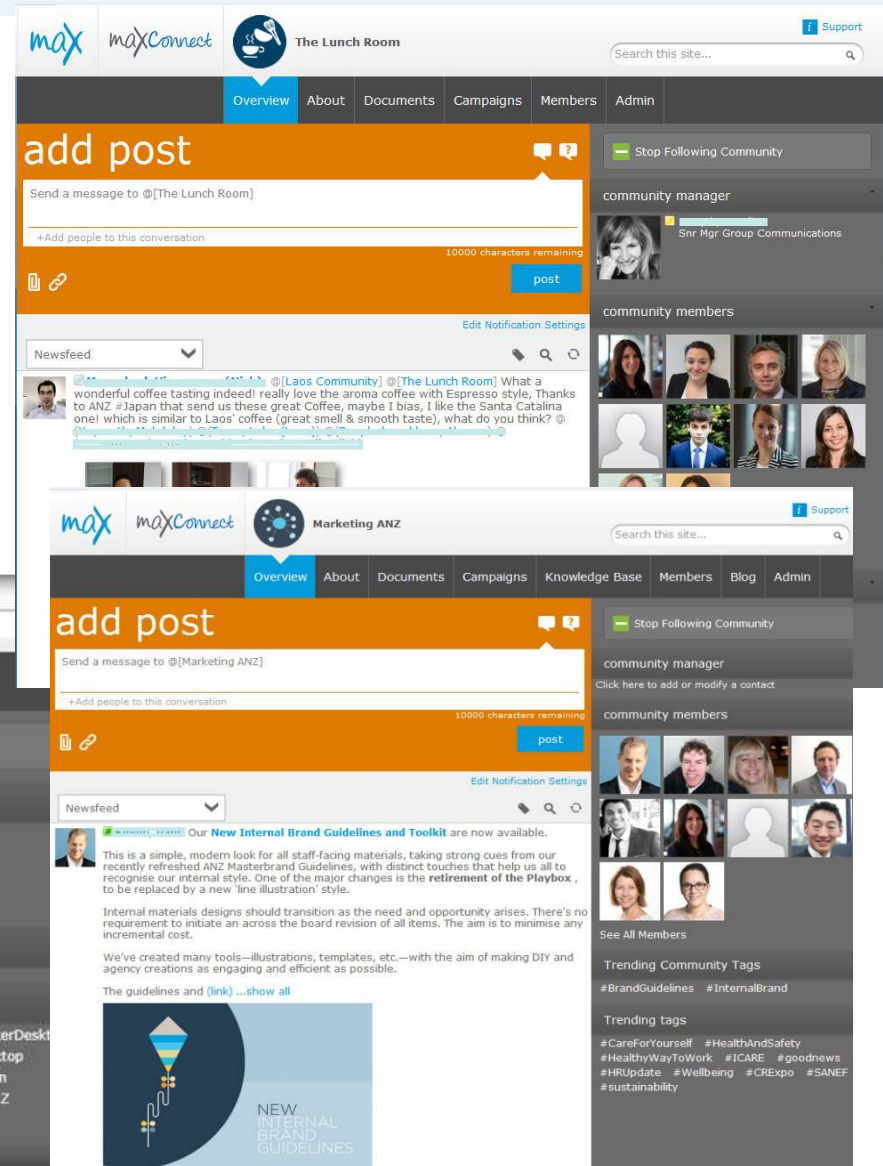 max
maxConnect
The Lunch Room
Support
Search this site...
Overview About Documents Campaigns Members Admin
add post
Send a message to @[The Lunch Room]
+Add people to this conversation
10000 characters remaining
post
Edit Notification Settings
Newsfeed
@[Laos Community] @[The Lunch Room] What a
wonderful coffee tasting indeed! really love the aroma coffee with Espresso style, Thanks
to ANZ #Japan that send us these great Coffee, maybe I bias, I like the Santa Catalina
one! which is similar to Laos' coffee (great smell & smooth taste), what do you think? @
Stop Following Community
community manager
Snr Mgr Group Communications
community members
max
maxConnect
Marketing ANZ
Support
Search this site...
Overview About Documents Campaigns Knowledge Base Members Blog Admin
add post
Send a message to @[Marketing ANZ]
+Add people to this conversation
10000 characters remaining
post
Edit Notification Settings
Newsfeed
Our New Internal Brand Guidelines and Toolkit are now available.
This is a simple, modern look for all staff-facing materials, taking strong cues from our
recently refreshed ANZ Masterbrand Guidelines, with distinct touches that help us all to
recognise our internal style. One of the major changes is the retirement of the Playbox ,
to be replaced by a new 'line illustration' style.
Internal materials designs should transition as the need and opportunity arises. There's no
requirement to initiate an across the board revision of all items. The aim is to minimise any
incremental cost.
We've created many tools—illustrations, templates, etc.—with the aim of making DIY and
agency creations as engaging and efficient as possible.
The guidelines and (link) ...show all
NEW
INTERNAL
BRAND
GUIDELINES
Stop Following Community
community manager
Click here to add or modify a contact
community members
See All Members
Trending Community Tags
#BrandGuidelines #InternalBrand
Trending tags
#CareForYourself #HealthAndSafety
#HealthyWayToWork #ICARE #goodnews
#HRUpdate #Wellbeing #CRExpo #SANEF
#sustainability